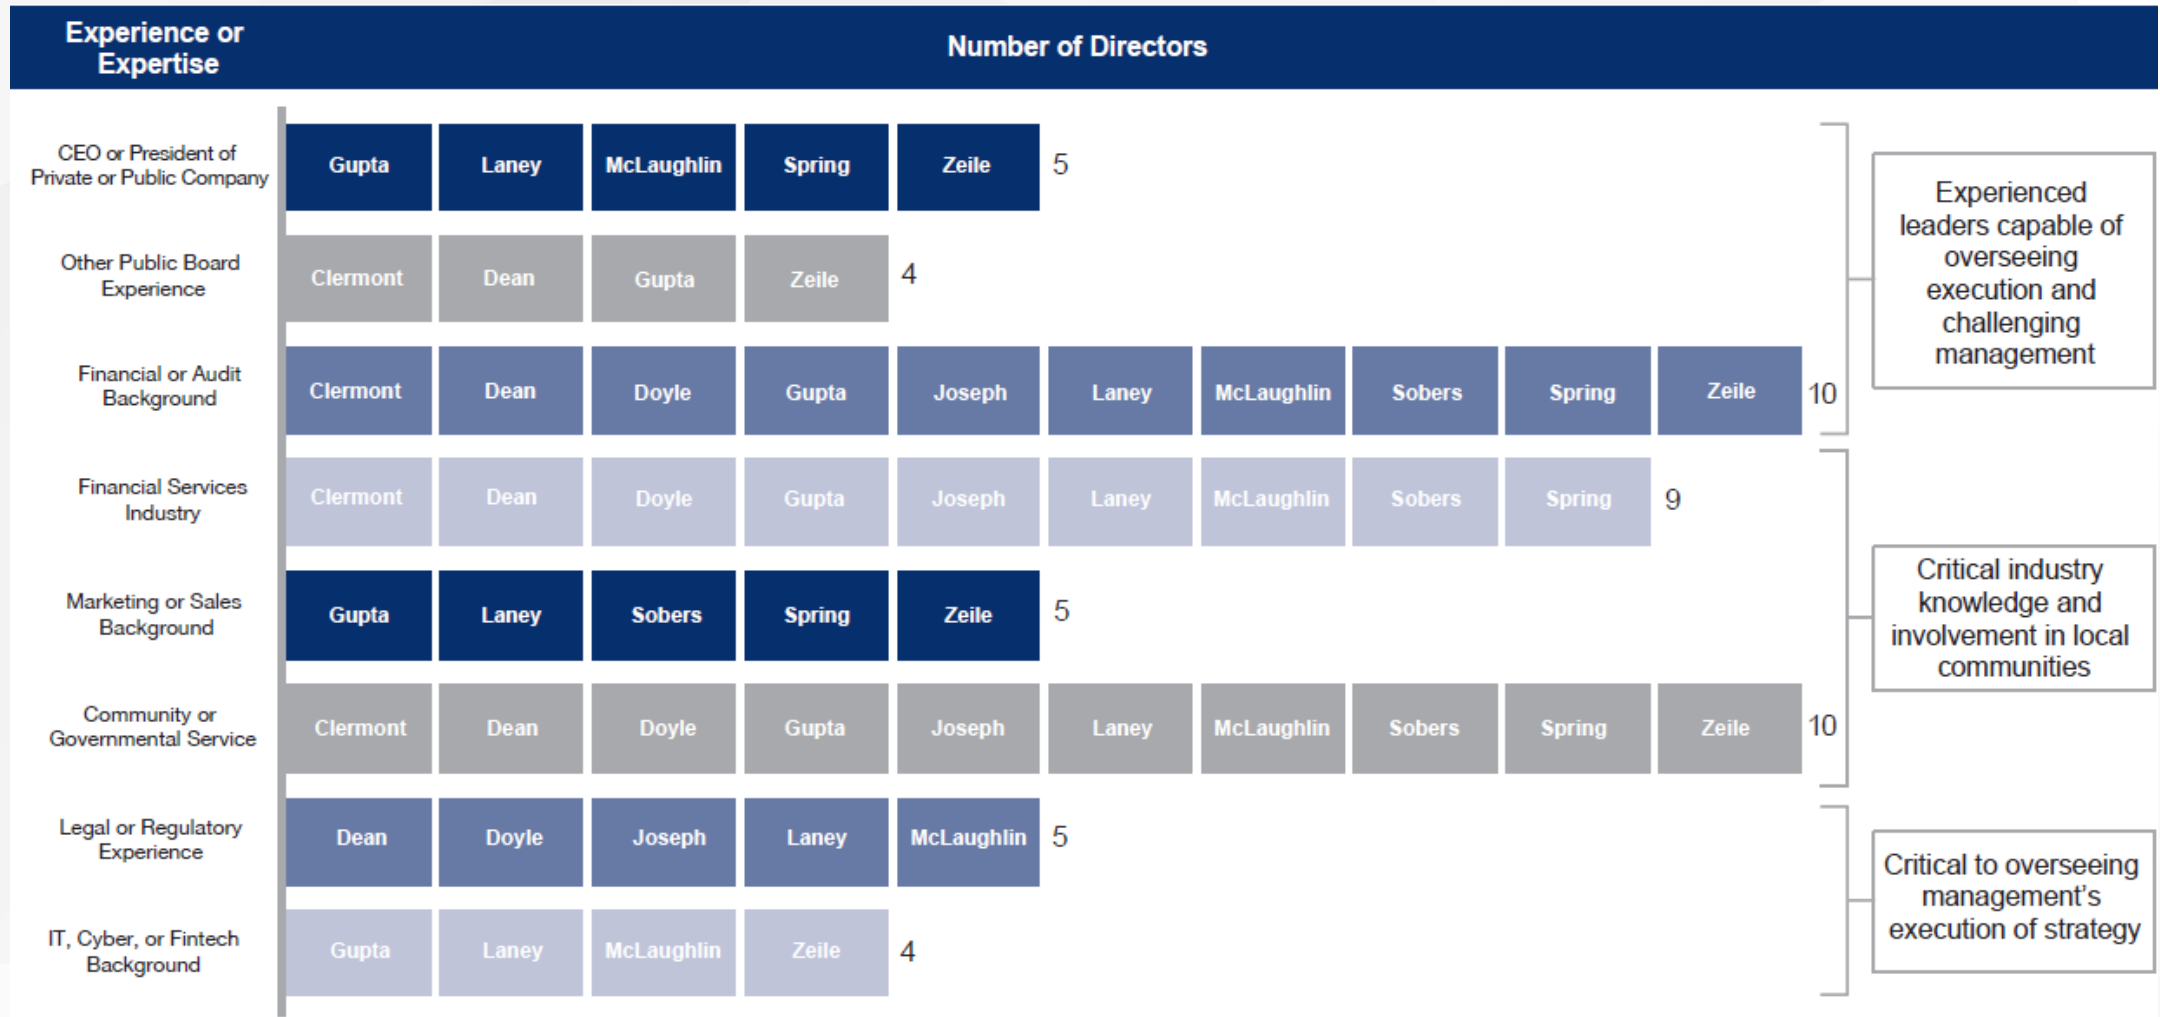 Experience or
Expertise
Number of Directors
CEO or President of
Private or Public Company
Gupta Laney McLaughlin Spring Zeile 5
Other Public Board
Experience
Clermont Dean Gupta Zeile 4
Financial or Audit
Background
Clermont Dean Doyle Gupta Joseph Laney McLaughlin Sobers Spring Zeile 10
Experienced
leaders capable of
overseeing
execution and
challenging
management
Financial Services
Industry
Clermont Dean Doyle Gupta Joseph Laney McLaughlin Sobers Spring 9
Marketing or Sales
Background
Gupta Laney Sobers Spring Zeile 5
Community or
Governmental Service
Clermont Dean Doyle Gupta Joseph Laney McLaughlin Sobers Spring Zeile 10
Critical industry
knowledge and
involvement in local
communities
Legal or Regulatory
Experience
Dean Doyle Joseph Laney McLaughlin 5
IT, Cyber, or Fintech
Background
Gupta Laney McLaughlin Zeile 4
Critical to overseeing
management’s
execution of strategy